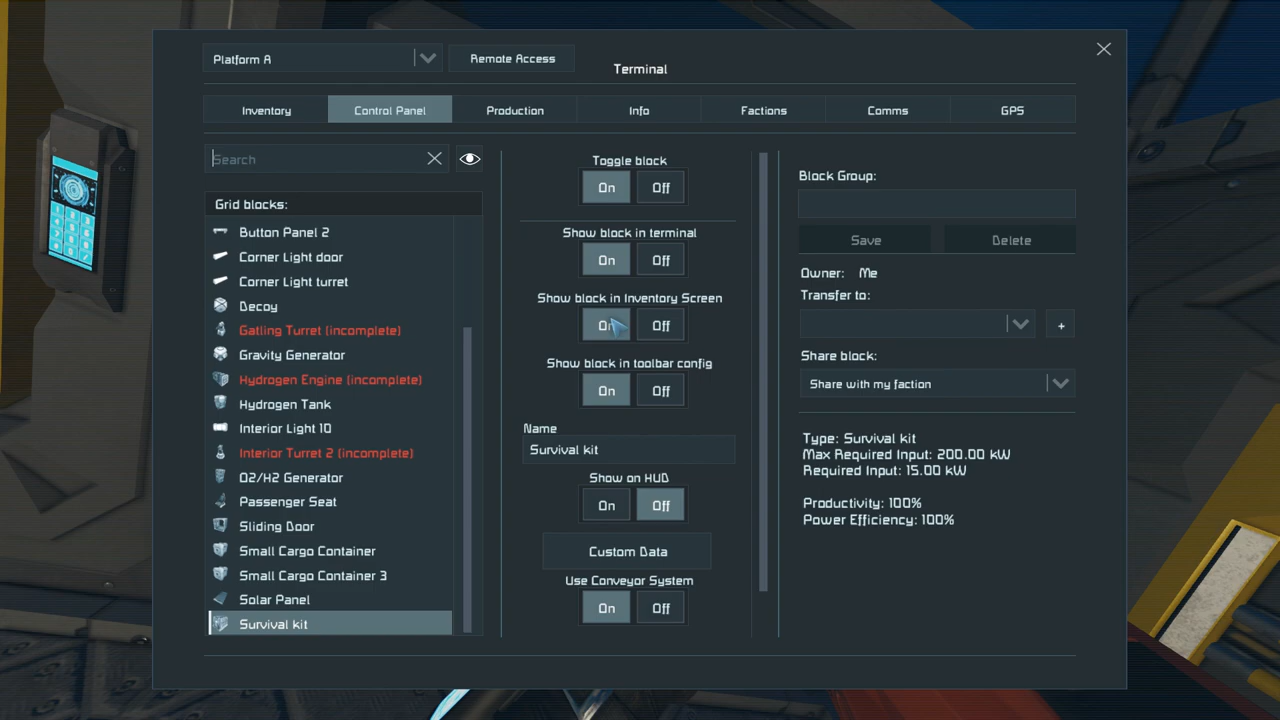 Platform A
Remote Access
Terminal
Inventory
Control Panel
Production
Info
Factions
Comms
GPS
Search
Grid blocks:
Button Panel 2
Corner Light door
Corner Light turret
Decoy
Gatling Turret (incomplete)
Gravity Generator
Hydrogen Engine (incomplete)
Hydrogen Tank
Interior Light 10
Interior Turret 2 (incomplete)
O2/H2 Generator
Passenger Seat
Sliding Door
Small Cargo Container
Small Cargo Container 3
Solar Panel
Survival kit
Toggle block
On Off
Show block in terminal
On Off
Show block in Inventory Screen
On Off
Show block in toolbar config
On Off
Name
Survival kit
Show on HUD
On Off
Custom Data
Use Conveyor System
On Off
Block Group:
Save
Delete
Owner: Me
Transfer to:
+
Share block:
Share with my faction
Type: Survival kit
Max Required Input: 200.00 kW
Required Input: 15.00 kW
Productivity: 100%
Power Efficiency: 100%